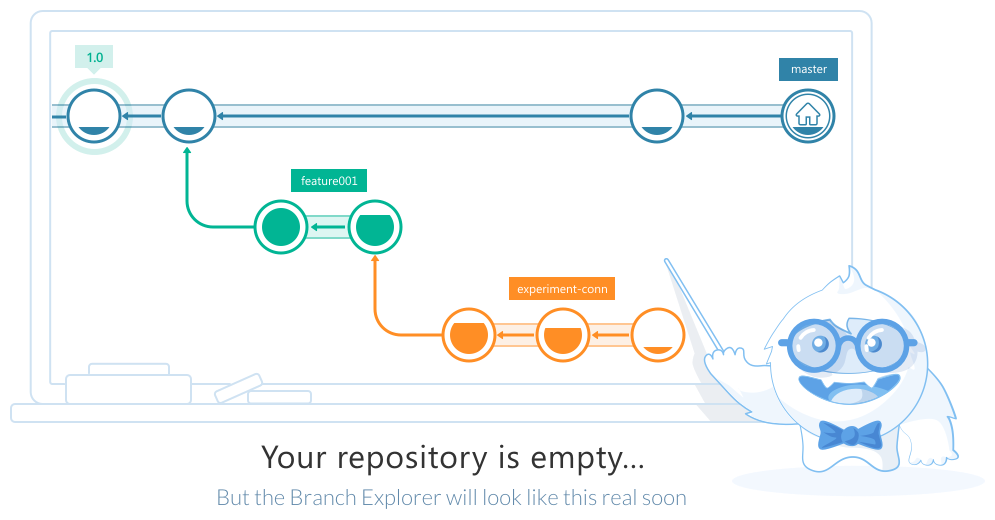 1.0
master
feature001
experiment-conn
Your repository is empty...
But the Branch Explorer will look like this real soon